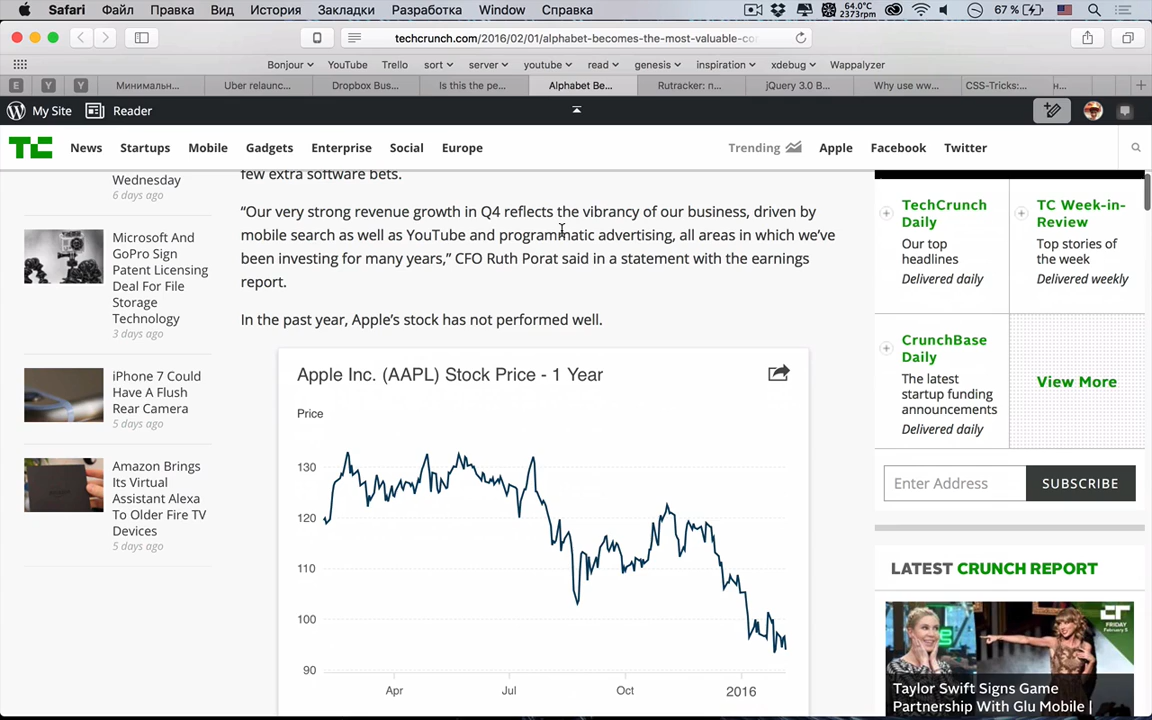 Safari Файл Правка Вид История Закладки Разработка Window Справка 64.0°C 2373rpm 67 %
techcrunch.com/2016/02/01/alphabet-becomes-the-most-valuable-co
Bonjour YouTube Trello sort server youtube read genesis inspiration xdebug Wappalyzer
E Y Y Минимальн... Uber relaunc... Dropbox Bus... Is this the pe... Alphabet Be... Rutracker: п... jQuery 3.0 B... Why use ww... CSS-Tricks:...
My Site Reader
TC News Startups Mobile Gadgets Enterprise Social Europe Trending Apple Facebook Twitter
Wednesday
6 days ago
Microsoft And
GoPro Sign
Patent Licensing
Deal For File
Storage
Technology
3 days ago
iPhone 7 Could
Have A Flush
Rear Camera
5 days ago
Amazon Brings
Its Virtual
Assistant Alexa
To Older Fire TV
Devices
5 days ago
few extra software bets.
“Our very strong revenue growth in Q4 reflects the vibrancy of our business, driven by
mobile search as well as YouTube and programmatic advertising, all areas in which we’ve
been investing for many years,” CFO Ruth Porat said in a statement with the earnings
report.
In the past year, Apple’s stock has not performed well.
Apple Inc. (AAPL) Stock Price - 1 Year
Price
130
120
110
100
90
Apr Jul Oct 2016
TechCrunch
Daily
Our top
headlines
Delivered daily
TC Week-in-
Review
Top stories of
the week
Delivered weekly
CrunchBase
Daily
The latest
startup funding
announcements
Delivered daily
View More
Enter Address SUBSCRIBE
LATEST CRUNCH REPORT
FRIDAY
February 5
Taylor Swift Signs Game
Partnership With Glu Mobile |